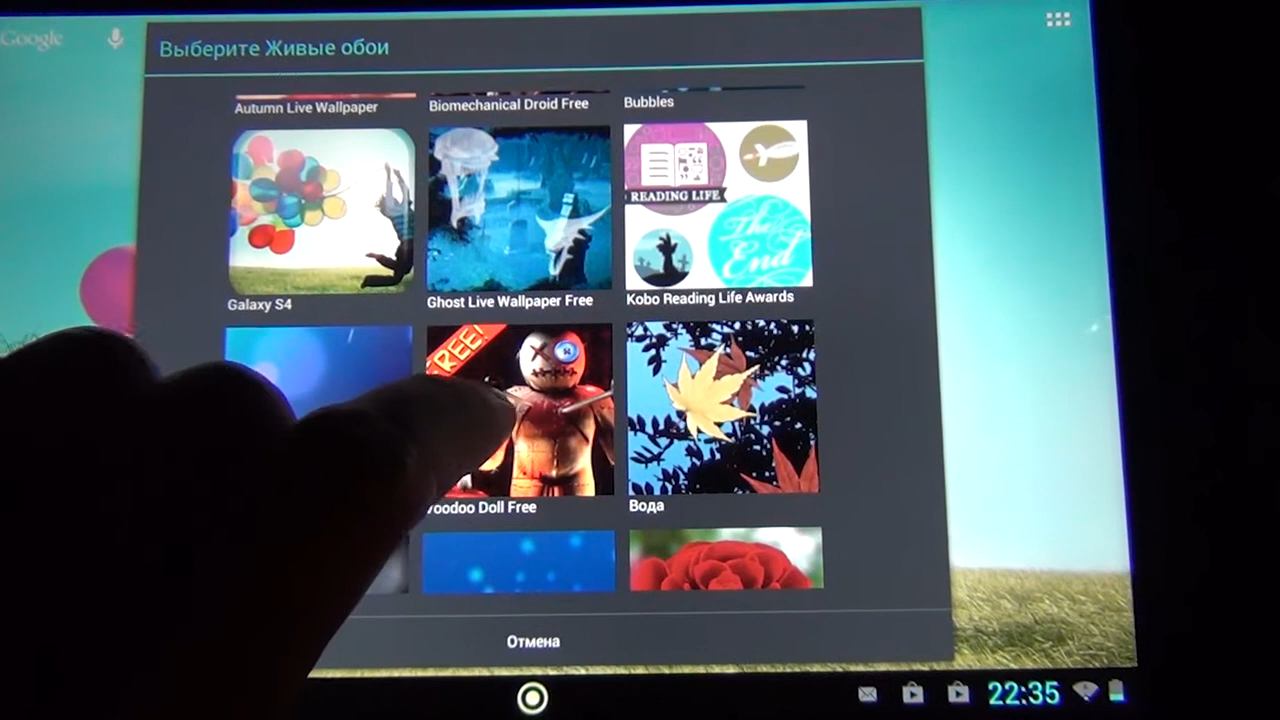 Google
Выберите Живые обои
Autumn Live Wallpaper
Biomechanical Droid Free
Bubbles
READING LIFE
The
End
Galaxy S4
Ghost Live Wallpaper Free
Kobo Reading Life Awards
FREE!
Voodoo Doll Free
Вода
Отмена
22:35